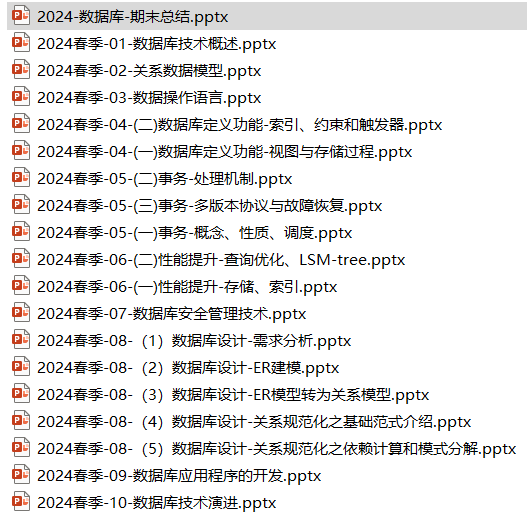 2024-数据库-期末总结.pptx
2024春季-01-数据库技术概述.pptx
2024春季-02-关系数据模型.pptx
2024春季-03-数据操作语言.pptx
2024春季-04-(二)数据库定义功能-索引、约束和触发器.pptx
2024春季-04-(一)数据库定义功能-视图与存储过程.pptx
2024春季-05-(二)事务-处理机制.pptx
2024春季-05-(三)事务-多版本协议与故障恢复.pptx
2024春季-05-(一)事务-概念、性质、调度.pptx
2024春季-06-(二)性能提升-查询优化、LSM-tree.pptx
2024春季-06-(一)性能提升-存储、索引.pptx
2024春季-07-数据库安全管理技术.pptx
2024春季-08-（1）数据库设计-需求分析.pptx
2024春季-08-（2）数据库设计-ER建模.pptx
2024春季-08-（3）数据库设计-ER模型转为关系模型.pptx
2024春季-08-（4）数据库设计-关系规范化之基础范式介绍.pptx
2024春季-08-（5）数据库设计-关系规范化之依赖计算和模式分解.pptx
2024春季-09-数据库应用程序的开发.pptx
2024春季-10-数据库技术演进.pptx